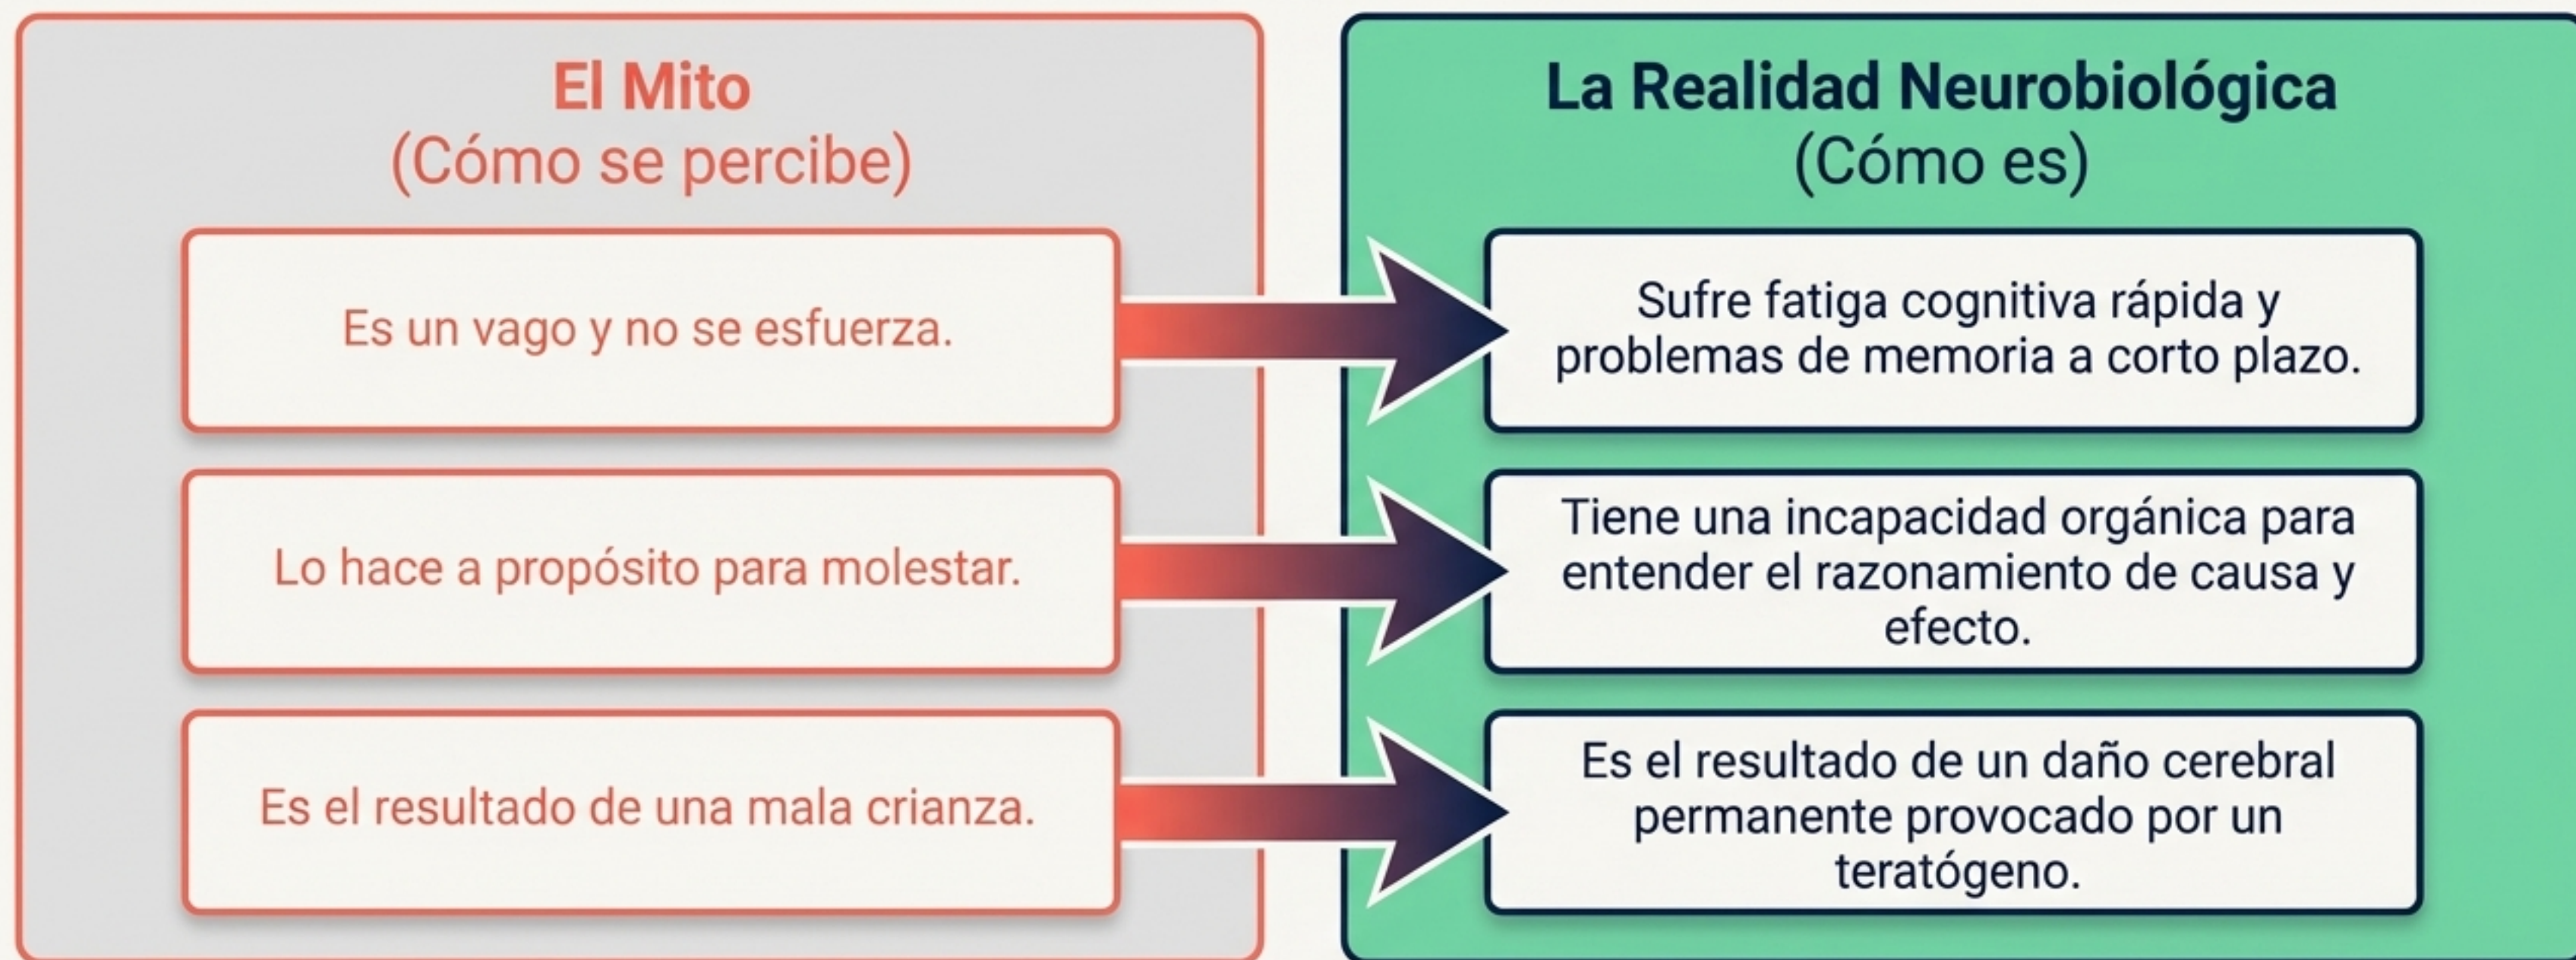 El Mito
(Cómo se percibe)
Es un vago y no se esfuerza.
Lo hace a propósito para molestar.
Es el resultado de una mala crianza.
La Realidad Neurobiológica
(Cómo es)
Sufre fatiga cognitiva rápida y
problemas de memoria a corto plazo.
Tiene una incapacidad orgánica para
entender el razonamiento de causa y
efecto.
Es el resultado de un daño cerebral
permanente provocado por un
teratógeno.